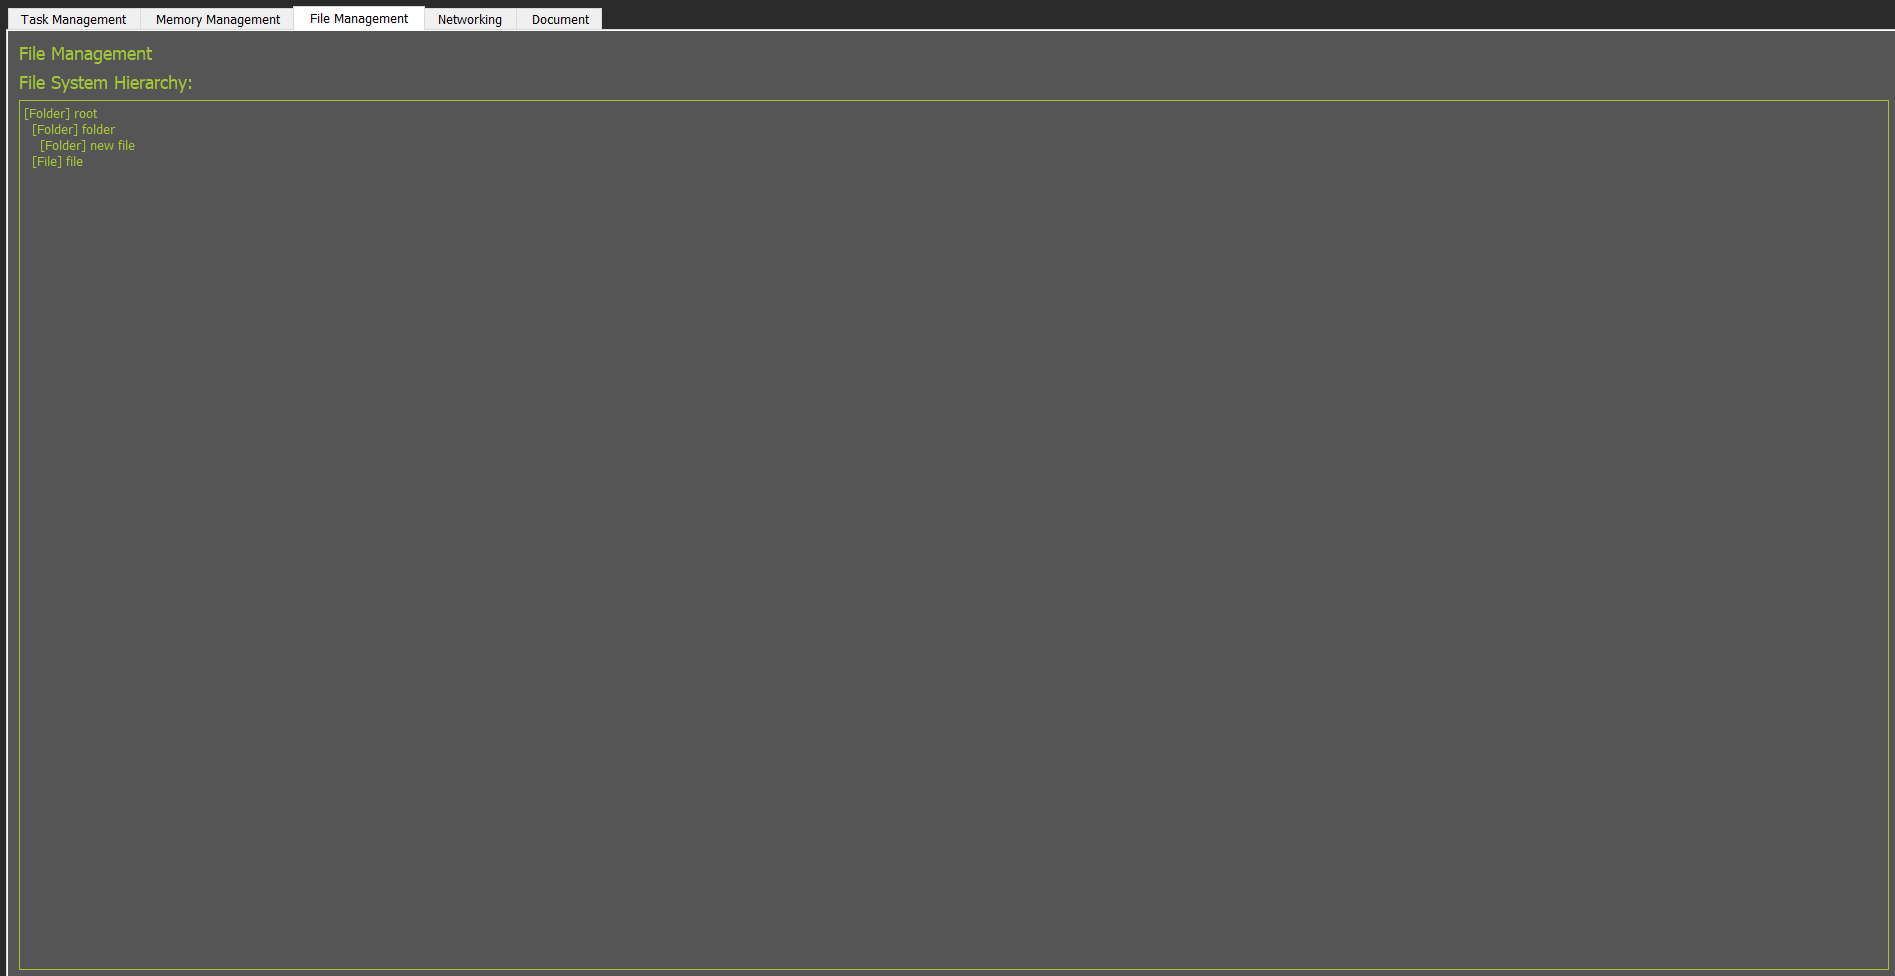 Task Management Memory Management File Management Networking Document
File Management
File System Hierarchy:
[Folder] root
[Folder] folder
[Folder] new file
[File] file